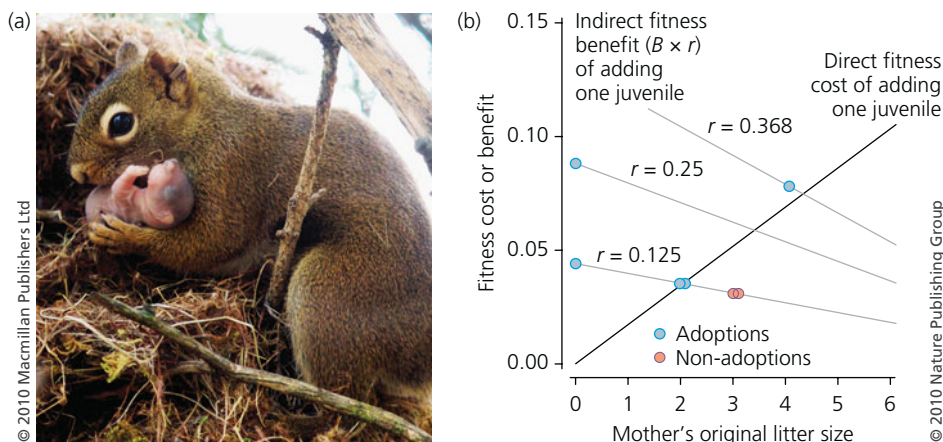 (a)
© 2010 Macmillan Publishers Ltd
(b)
Fitness cost or benefit
0.15
0.10
0.05
0.00
Indirect fitness
benefit (B × r)
of adding
one juvenile
Direct fitness
cost of adding
one juvenile
r = 0.368
r = 0.25
r = 0.125
Adoptions
Non-adoptions
0 1 2 3 4 5 6
Mother's original litter size
© 2010 Nature Publishing Group